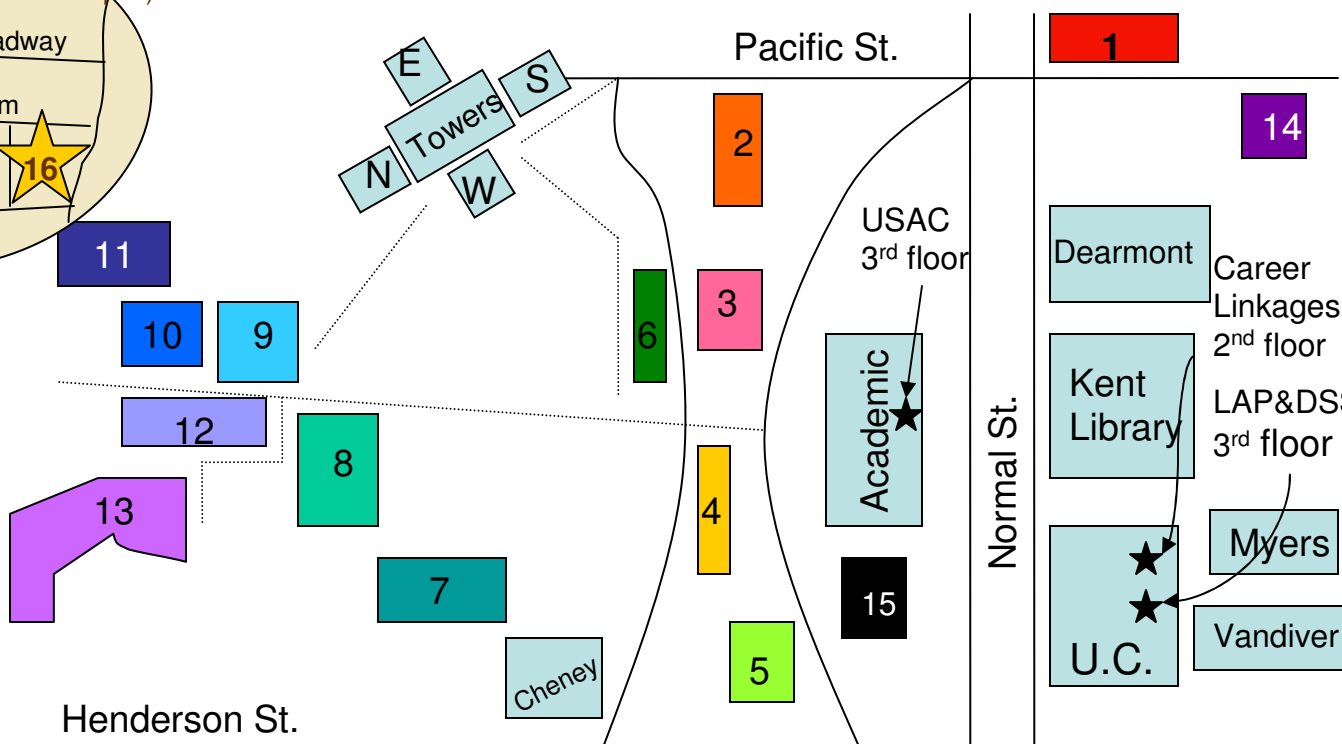 adway
m
16
Pacific St.
1
E
S
Towers
N
W
2
14
USAC
3rd floor
Dearmont
Career
Linkages
2nd floor
11
10
9
6
3
Academic
Kent
Library
LAP&DSS
3rd floor
Normal St.
12
8
13
4
7
15
Myers
Vandiver
U.C.
Cheney
5
Henderson St.